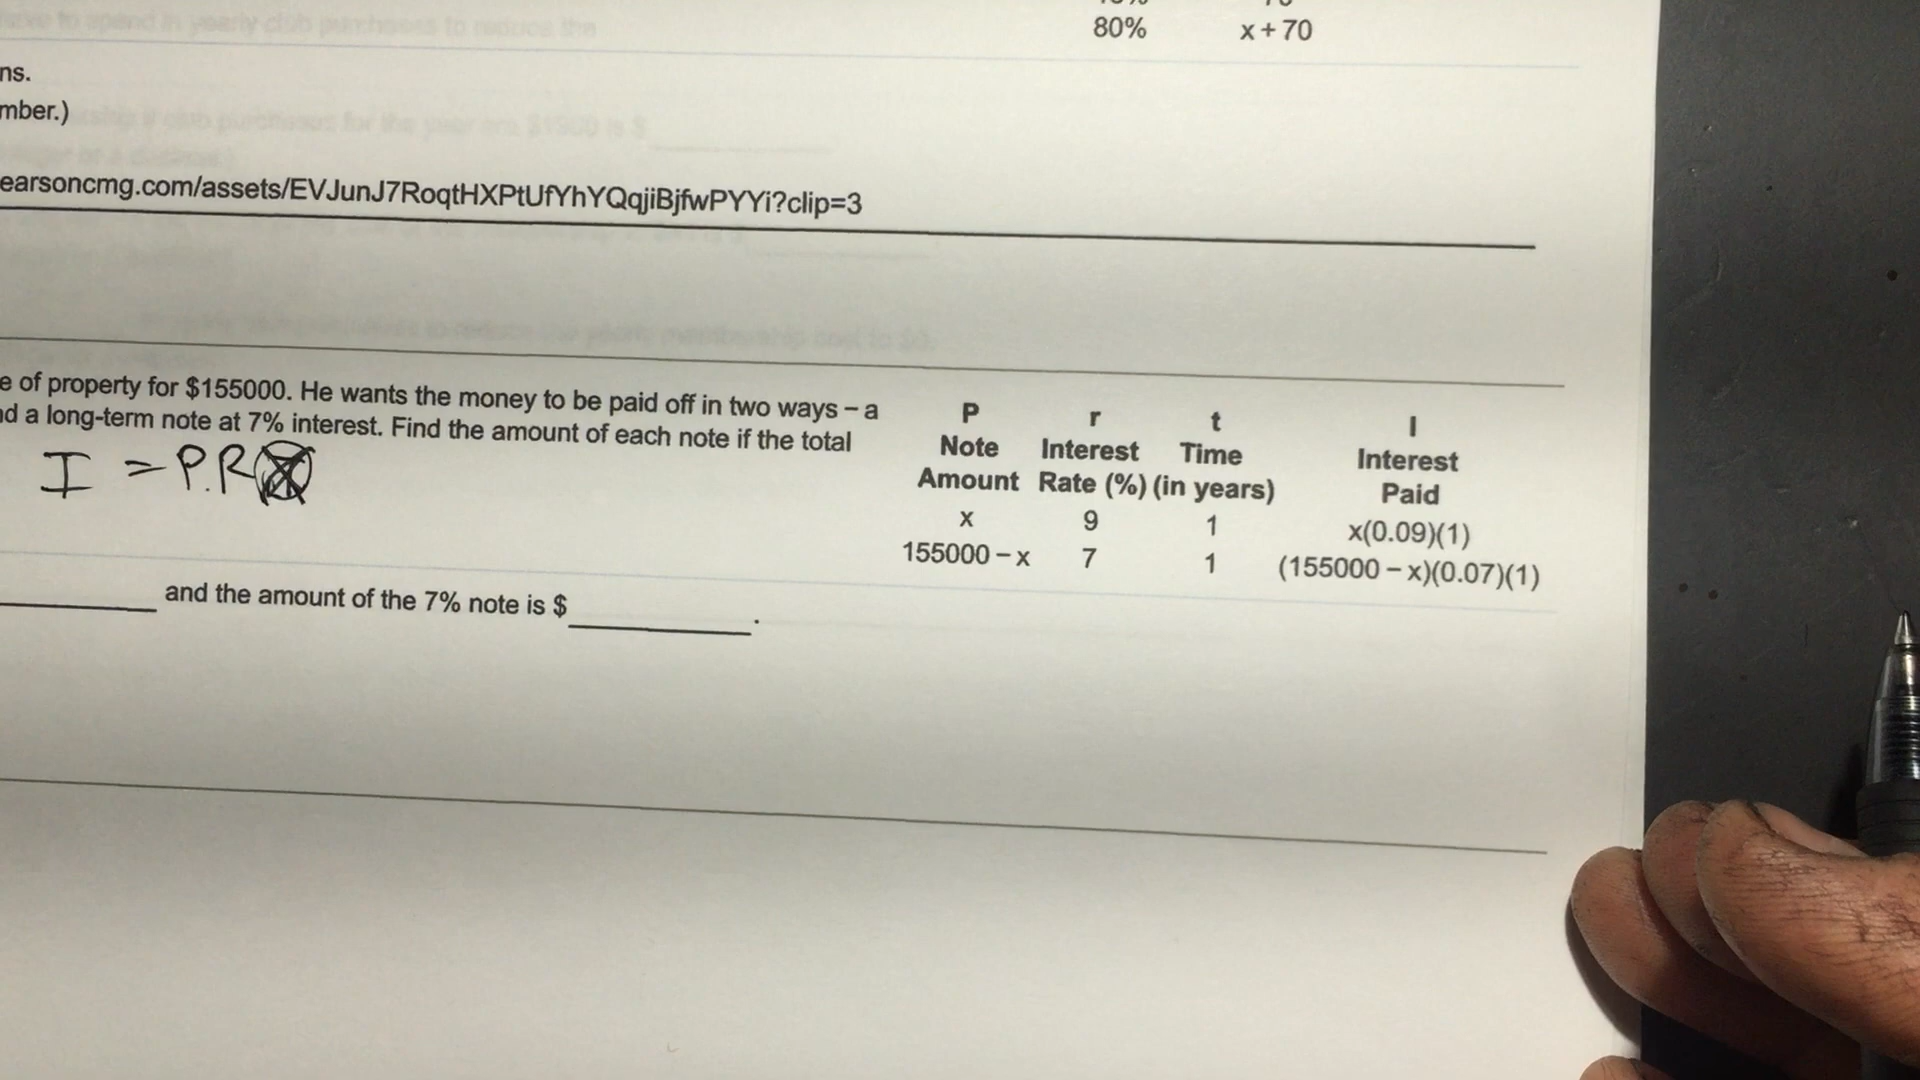 80% x + 70
ns.
mber.)
earsoncmg.com/assets/EVJunJ7RoqtHXPtUfYhYQqjiBjfwPYYi?clip=3
e of property for $155000. He wants the money to be paid off in two ways – a
nd a long-term note at 7% interest. Find the amount of each note if the total
I = P.R
and the amount of the 7% note is $ .
P r t I
Note Interest Time Interest
Amount Rate (%) (in years) Paid
x 9 1 x(0.09)(1)
155000 – x 7 1 (155000 – x)(0.07)(1)